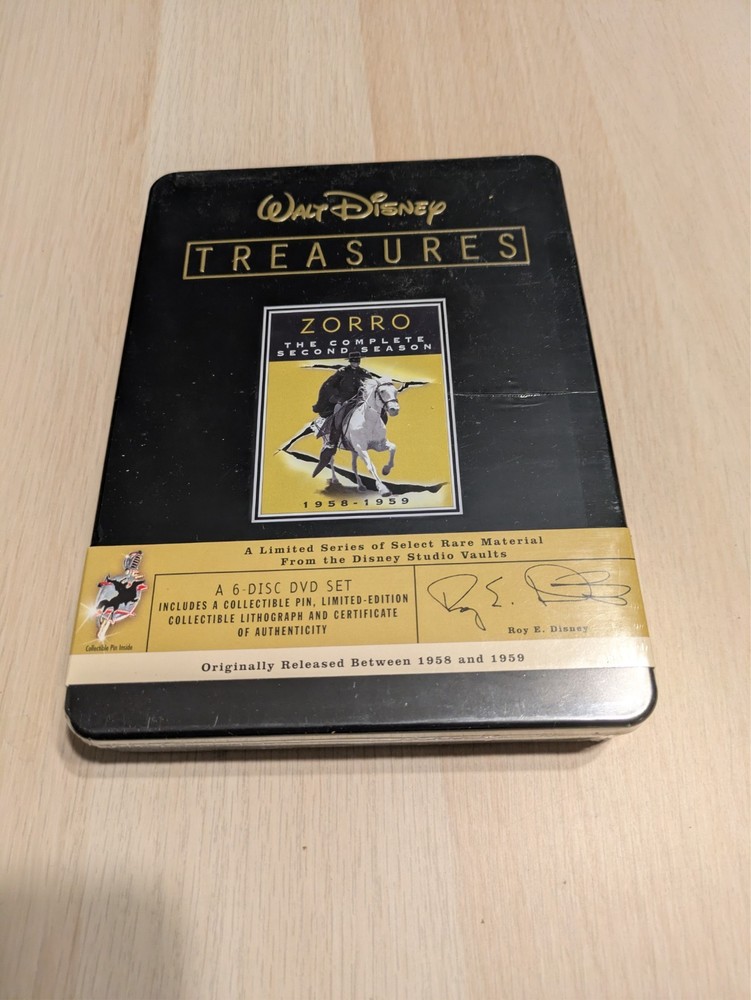 WALT DISNEY
TREASURES
ZORRO
THE COMPLETE
SECOND SEASON
1958-1959
A Limited Series of Select Rare Material
From the Disney Studio Vaults
A 6-DISC DVD SET
INCLUDES A COLLECTIBLE PIN, LIMITED-EDITION
COLLECTIBLE LITHOGRAPH AND CERTIFICATE
OF AUTHENTICITY
Collectible Pin Inside
Roy E. Disney
Roy E. Disney
Originally Released Between 1958 and 1959